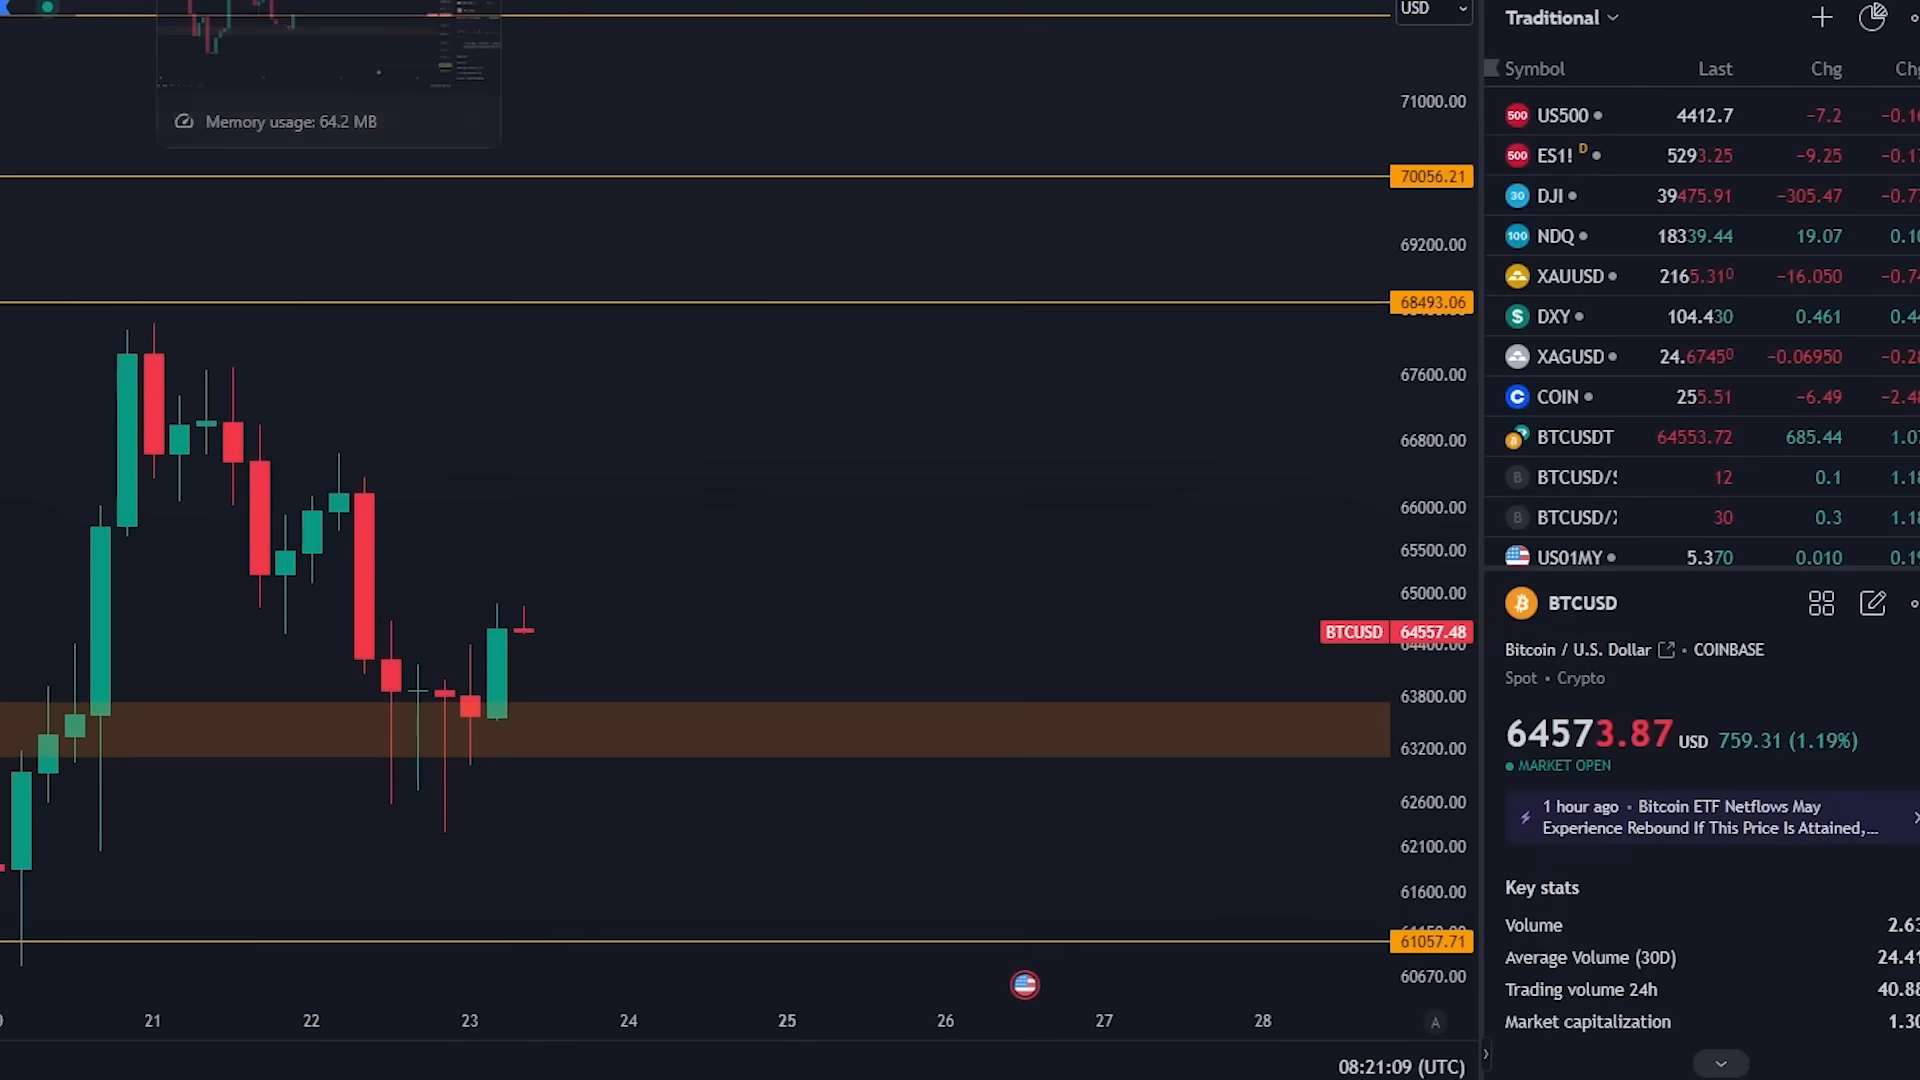 USD
Traditional
Memory usage: 64.2 MB
Symbol Last Chg
71000.00
70056.21
69200.00
68493.06
67600.00
66800.00
66000.00
65500.00
65000.00
BTCUSD 64557.48
64400.00
63800.00
63200.00
62600.00
62100.00
61600.00
61057.71
60670.00
21 22 23 24 25 26 27 28
A
08:21:09 (UTC)
500 US500 4412.7 −7.2 −0.1
500 ES1! D 5293.25 −9.25 −0.1
30 DJI 39475.91 −305.47 −0.7
100 NDQ 18339.44 19.07 0.1
XAUUSD 2165.310 −16.050 −0.7
DXY 104.430 0.461 0.4
XAGUSD 24.67450 −0.06950 −0.2
COIN 255.51 −6.49 −2.4
BTCUSDT 64553.72 685.44 1.0
B BTCUSD/ 12 0.1 1.1
B BTCUSD/ 30 0.3 1.1
US01MY 5.370 0.010 0.1
BTCUSD
Bitcoin / U.S. Dollar • COINBASE
Spot • Crypto
64573.87 USD 759.31 (1.19%)
MARKET OPEN
1 hour ago • Bitcoin ETF Netflows May
Experience Rebound If This Price Is Attained,...
Key stats
Volume 2.63
Average Volume (30D) 24.41
Trading volume 24h 40.88
Market capitalization 1.30